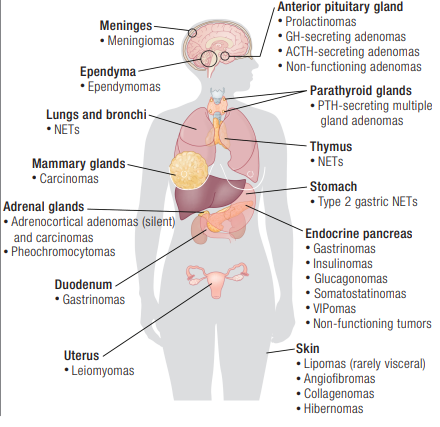 Meninges
• Meningiomas
Ependyma
• Ependymomas
Lungs and bronchi
• NETs
Mammary glands
• Carcinomas
Adrenal glands
• Adrenocortical adenomas (silent)
and carcinomas
• Pheochromocytomas
Duodenum
• Gastrinomas
Uterus
• Leiomyomas
Anterior pituitary gland
• Prolactinomas
• GH-secreting adenomas
• ACTH-secreting adenomas
• Non-functioning adenomas
Parathyroid glands
• PTH-secreting multiple
gland adenomas
Thymus
• NETs
Stomach
• Type 2 gastric NETs
Endocrine pancreas
• Gastrinomas
• Insulinomas
• Glucagonomas
• Somatostatinomas
• VIPomas
• Non-functioning tumors
Skin
• Lipomas (rarely visceral)
• Angiofibromas
• Collagenomas
• Hibernomas